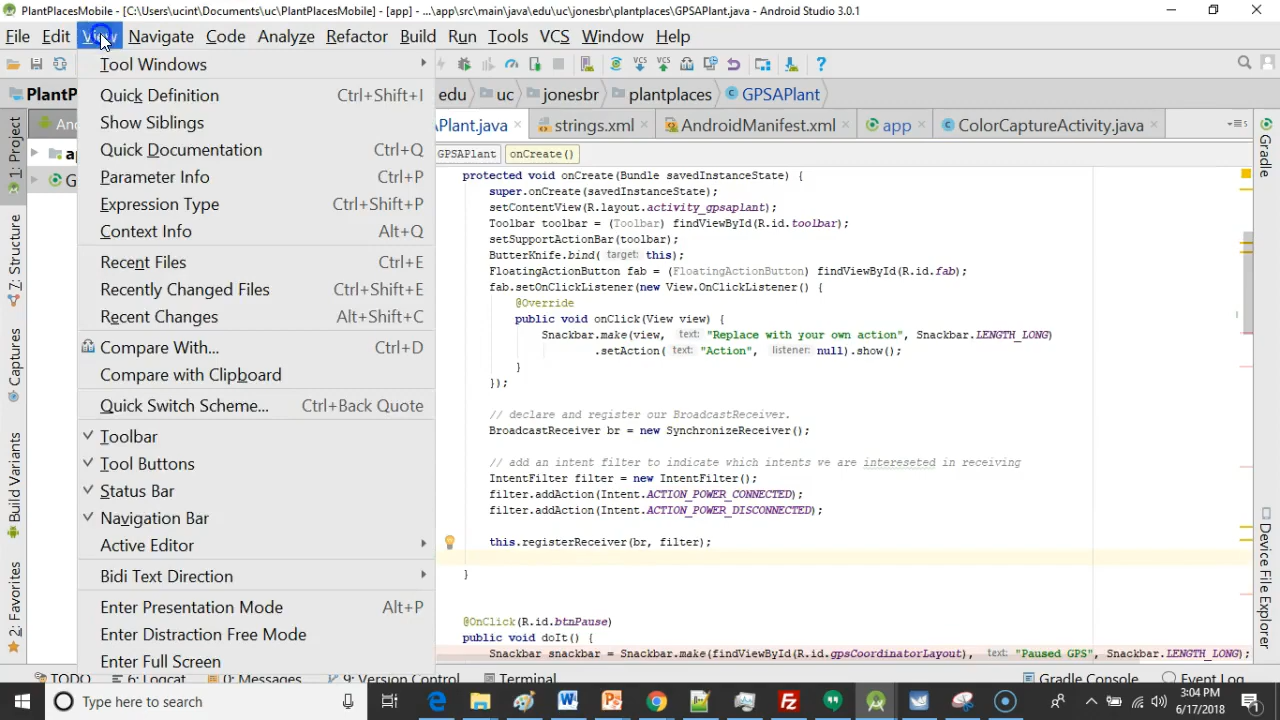 PlantPlacesMobile - [C:\Users\ucint\Documents\uc\PlantPlacesMobile] - [app] - ...\app\src\main\java\edu\uc\jonesbr\plantplaces\GPSAPlant.java - Android Studio 3.0.1
File Edit View Navigate Code Analyze Refactor Build Run Tools VCS Window Help
PlantP edu uc jonesbr plantplaces GPSAPlant
An Plant.java strings.xml AndroidManifest.xml app ColorCaptureActivity.java
GPSAPlant onCreate()
1: Project
7: Structure
Captures
Build Variants
2: Favorites
ap
G
Tool Windows
Quick Definition Ctrl+Shift+I
Show Siblings
Quick Documentation Ctrl+Q
Parameter Info Ctrl+P
Expression Type Ctrl+Shift+P
Context Info Alt+Q
Recent Files Ctrl+E
Recently Changed Files Ctrl+Shift+E
Recent Changes Alt+Shift+C
Compare With... Ctrl+D
Compare with Clipboard
Quick Switch Scheme... Ctrl+Back Quote
Toolbar
Tool Buttons
Status Bar
Navigation Bar
Active Editor
Bidi Text Direction
Enter Presentation Mode Alt+P
Enter Distraction Free Mode
Enter Full Screen
protected void onCreate(Bundle savedInstanceState) {
super.onCreate(savedInstanceState);
setContentView(R.layout.activity_gpsaplant);
Toolbar toolbar = (Toolbar) findViewById(R.id.toolbar);
setSupportActionBar(toolbar);
ButterKnife.bind( target: this);
FloatingActionButton fab = (FloatingActionButton) findViewById(R.id.fab);
fab.setOnClickListener(new View.OnClickListener() {
@Override
public void onClick(View view) {
Snackbar.make(view, text: "Replace with your own action", Snackbar.LENGTH_LONG)
.setAction( text: "Action", listener: null).show();
}
});
// declare and register our BroadcastReceiver.
BroadcastReceiver br = new SynchronizeReceiver();
// add an intent filter to indicate which intents we are intereseted in receiving
IntentFilter filter = new IntentFilter();
filter.addAction(Intent.ACTION_POWER_CONNECTED);
filter.addAction(Intent.ACTION_POWER_DISCONNECTED);
this.registerReceiver(br, filter);
}
@OnClick(R.id.btnPause)
public void doIt() {
Snackbar snackbar = Snackbar.make(findViewById(R.id.gpsCoordinatorLayout), text: "Paused GPS", Snackbar.LENGTH_LONG);
Gradle
Device File Explorer
TODO 6: Logcat 0: Messages 9: Version Control Terminal Gradle Console Event Log
Type here to search
3:04 PM
6/17/2018
1